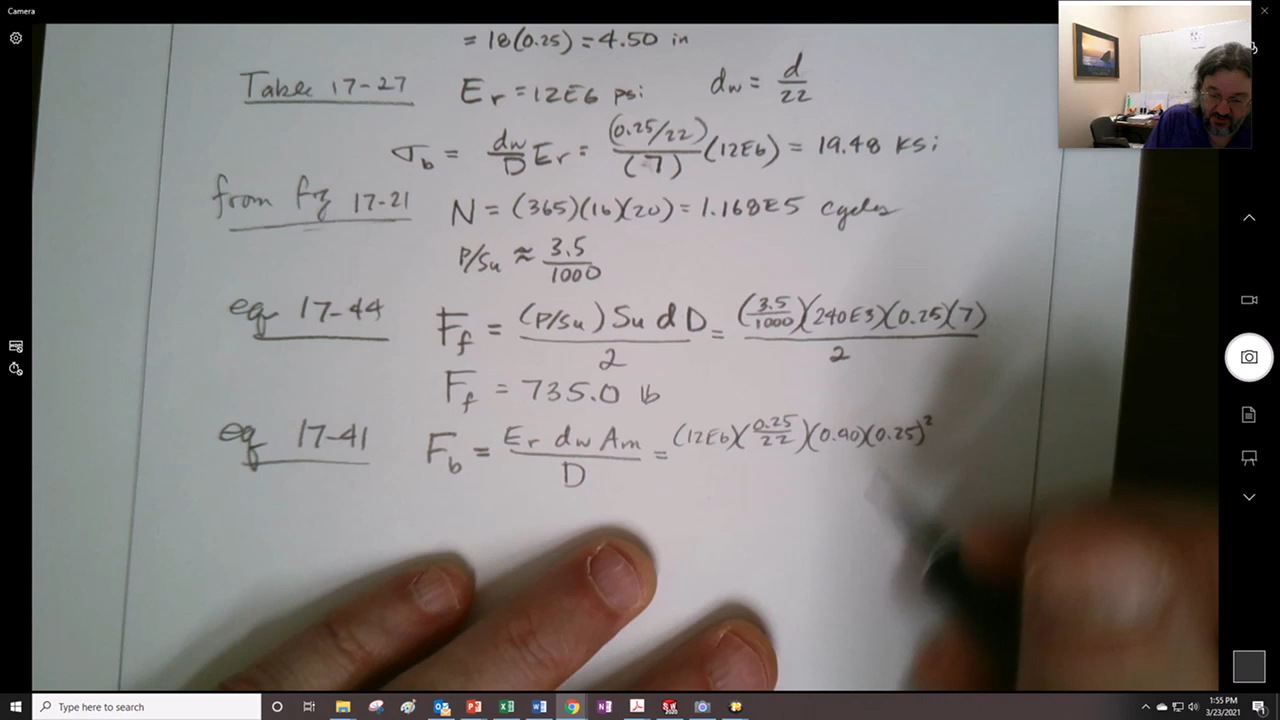 Camera
= 18(0.25) = 4.50 in
Table 17-27 Er = 12E6 psi dw = d/22
σb = dw/D Er = (0.25/22)/(7) (12E6) = 19.48 ksi
from fig 17-21 N = (365)(16)(20) = 1.168E5 cycles
P/Su ≈ 3.5/1000
eq 17-44 Ff = (P/Su) Su d D / 2 = (3.5/1000)(240E3)(0.25)(7) / 2
Ff = 735.0 lb
eq 17-41 Fb = Er dw Am / D = (12E6)(0.25/22)(0.40)(0.25)²
Type here to search
1:55 PM
3/23/2021